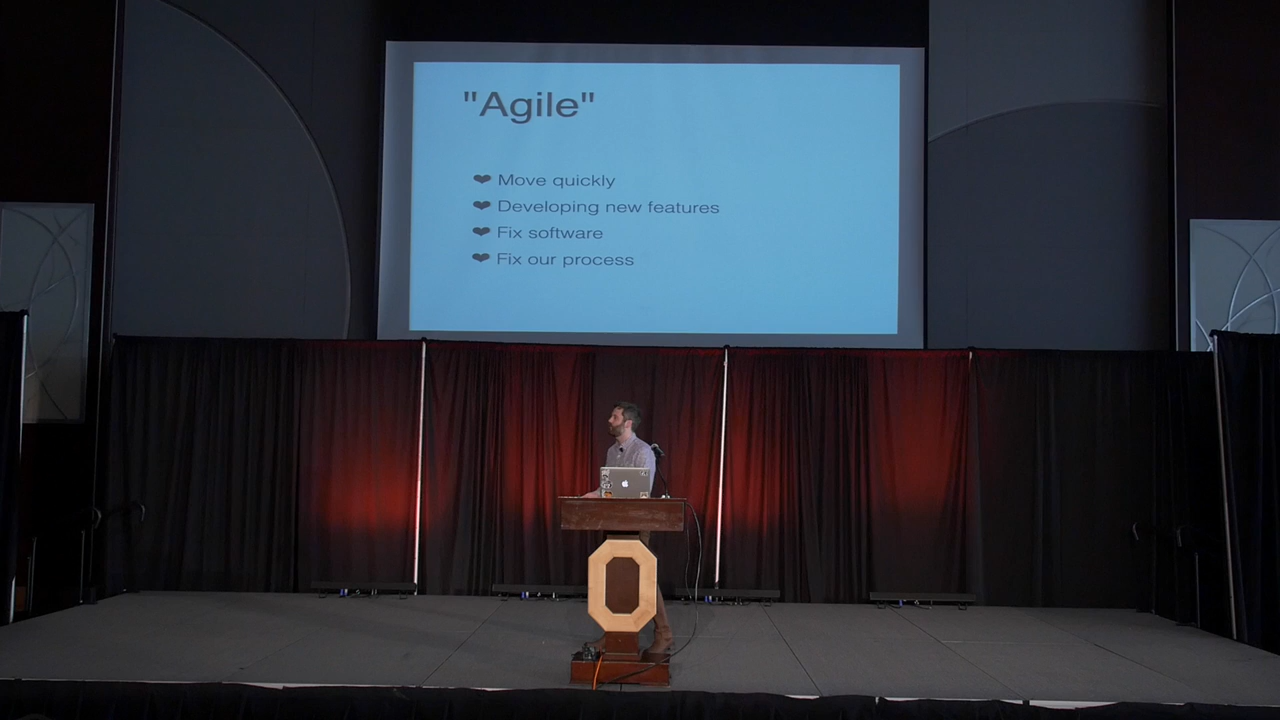 "Agile"
❤ Move quickly
❤ Developing new features
❤ Fix software
❤ Fix our process